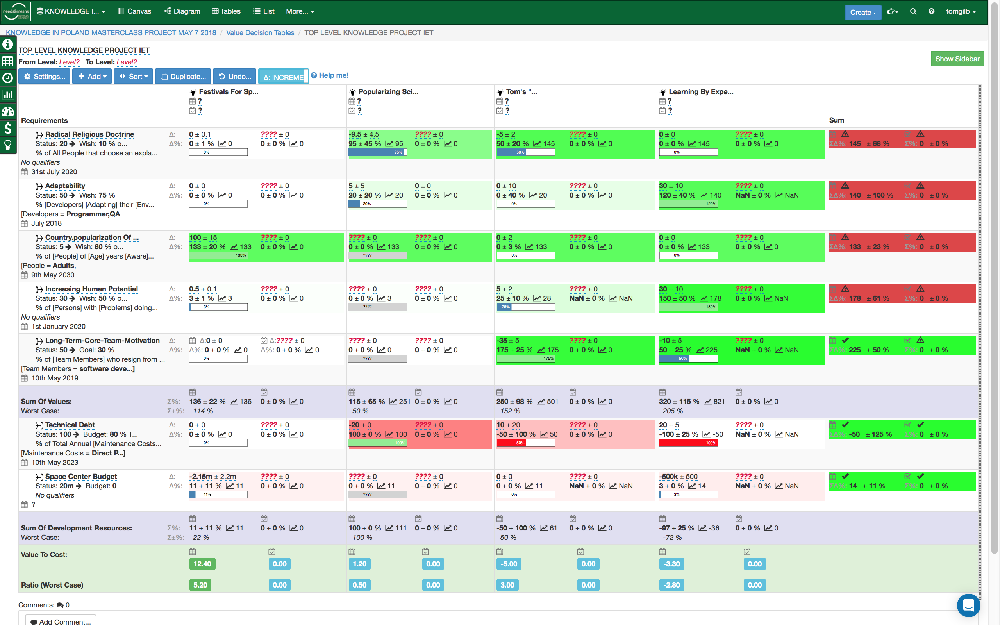 needs&means
KNOWLEDGE I... Canvas Diagram Tables List More... Create tomgilb
KNOWLEDGE IN POLAND MASTERCLASS PROJECT MAY 7 2018 / Value Decision Tables / TOP LEVEL KNOWLEDGE PROJECT IET
TOP LEVEL KNOWLEDGE PROJECT IET
From Level: Level? To Level: Level?
Show Sidebar
Settings... Add Sort Duplicate... Undo... Δ: INCREME Help me!
Festivals For Sp... Popularizing Sci... Tom's "... Learning By Expe...
? ? ? ?
? ? ? ?
Requirements Sum
Radical Religious Doctrine Δ: 0 ± 0.1 ???? ± 0 -9.5 ± 4.5 ???? ± 0 -5 ± 2 ???? ± 0 0 ± 0 ???? ± 0
Status: 20 → Wish: 10 % o... Δ%: 0 ± 1 % 0 0 ± 0 % 0 95 ± 45 % 95 0 ± 0 % 0 50 ± 20 % 145 0 ± 0 % 0 0 ± 0 % 145 0 ± 0 % 0 ΣΔ%: 145 ± 66 % Σ%: 0 ± 0 %
% of All People that choose an expla... 0% 95% 50% 0%
No qualifiers
31st July 2020
Adaptability Δ: 0 ± 0 ???? ± 0 5 ± 5 0 ± 0 0 ± 10 ???? ± 0 30 ± 10 ???? ± 0
Status: 50 → Wish: 75 % Δ%: 0 ± 0 % 0 0 ± 0 % 0 20 ± 20 % 20 0 ± 0 % 0 0 ± 40 % 20 0 ± 0 % 0 120 ± 40 % 140 NaN ± 0 % NaN ΣΔ%: 140 ± 100 % Σ%: 0 ± 0 %
% [Developers] [Adapting] their [Env... 0% 20% 0% 120%
[Developers = Programmer,QA
July 2018
Country.popularization Of ... Δ: 100 ± 15 ???? ± 0 ???? ± 0 ???? ± 0 0 ± 2 ???? ± 0 0 ± 0 ???? ± 0
Status: 5 → Wish: 80 % o... Δ%: 133 ± 20 % 133 0 ± 0 % 0 0 ± 0 % 133 0 ± 0 % 0 0 ± 3 % 133 0 ± 0 % 0 0 ± 0 % 133 0 ± 0 % 0 ΣΔ%: 133 ± 23 % Σ%: 0 ± 0 %
% of [People] of [Age] years [Aware]... 133% ???? 0% 0%
[People = Adults,
9th May 2030
Increasing Human Potential Δ: 0.5 ± 0.1 ???? ± 0 ???? ± 0 ???? ± 0 5 ± 2 ???? ± 0 30 ± 10 ???? ± 0
Status: 30 → Wish: 50 % o... Δ%: 3 ± 1 % 3 0 ± 0 % 0 0 ± 0 % 3 0 ± 0 % 0 25 ± 10 % 28 NaN ± 0 % NaN 150 ± 50 % 178 0 ± 0 % NaN ΣΔ%: 178 ± 61 % Σ%: 0 ± 0 %
% of [Persons] with [Problems] doing... 3% ???? 25% 150%
No qualifiers
1st January 2020
Long-Term-Core-Team-Motivation Δ: Δ:0 ± 0 Δ:???? ± 0 ???? ± 0 ???? ± 0 -35 ± 5 ???? ± 0 -10 ± 5 ???? ± 0
Status: 50 → Goal: 30 % Δ%: Δ%: 0 ± 0 % 0 Δ%: 0 ± 0 % 0 0 ± 0 % 0 0 ± 0 % 0 175 ± 25 % 175 0 ± 0 % 0 50 ± 25 % 225 NaN ± 0 % NaN ΣΔ%: 225 ± 50 % Σ%: 0 ± 0 %
% of [Team Members] who resign from ... 0% ???? 175% 50%
[Team Members = software deve...]
10th May 2019
Sum Of Values: Σ%: 136 ± 22 % 136 0 ± 0 % 0 115 ± 65 % 251 0 ± 0 % 0 250 ± 98 % 501 0 ± 0 % 0 320 ± 115 % 821 0 ± 0 % 0
Worst Case: Σ±%: 114 % 50 % 152 % 205 %
Technical Debt Δ: 0 ± 0 ???? ± 0 -20 ± 0 ???? ± 0 10 ± 20 ???? ± 0 20 ± 5 ???? ± 0
Status: 100 → Budget: 80 % T... Δ%: 0 ± 0 % 0 0 ± 0 % 0 100 ± 0 % 100 0 ± 0 % 0 -50 ± 100 % 50 0 ± 0 % 0 -100 ± 25 % -50 NaN ± 0 % NaN ΣΔ%: -50 ± 125 % Σ%: 0 ± 0 %
% of Total Annual [Maintenance Costs... 0% 100% -50% -100%
[Maintenance Costs = Direct P...]
10th May 2023
Space Center Budget Δ: -2.15m ± 2.2m ???? ± 0 ???? ± 0 ???? ± 0 0 ± 0 ???? ± 0 -500k ± 500 ???? ± 0
Status: 20m → Budget: 0 Δ%: 11 ± 11 % 11 0 ± 0 % 0 0 ± 0 % 11 0 ± 0 % 0 0 ± 0 % 11 NaN ± 0 % NaN 3 ± 0 % 14 NaN ± 0 % NaN ΣΔ%: 14 ± 11 % Σ%: 0 ± 0 %
No qualifiers 11% ???? 0% 3%
?
Sum Of Development Resources: Σ%: 11 ± 11 % 11 0 ± 0 % 0 100 ± 0 % 111 0 ± 0 % 0 -50 ± 100 % 61 0 ± 0 % 0 -97 ± 25 % -36 0 ± 0 % 0
Worst Case: Σ±%: 22 % 100 % 50 % -72 %
Value To Cost:
12.40 0.00 1.20 0.00 -5.00 0.00 -3.30 0.00
Ratio (Worst Case) 5.20 0.00 0.50 0.00 3.00 0.00 -2.80 0.00
Comments: 0
Add Comment...